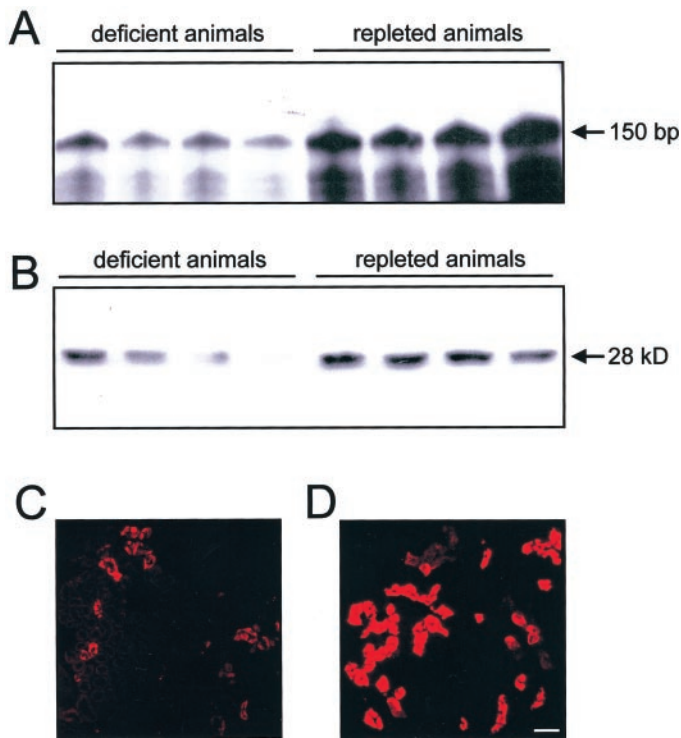 A
deficient animals repleted animals
150 bp
B
deficient animals repleted animals
28 kD
C D